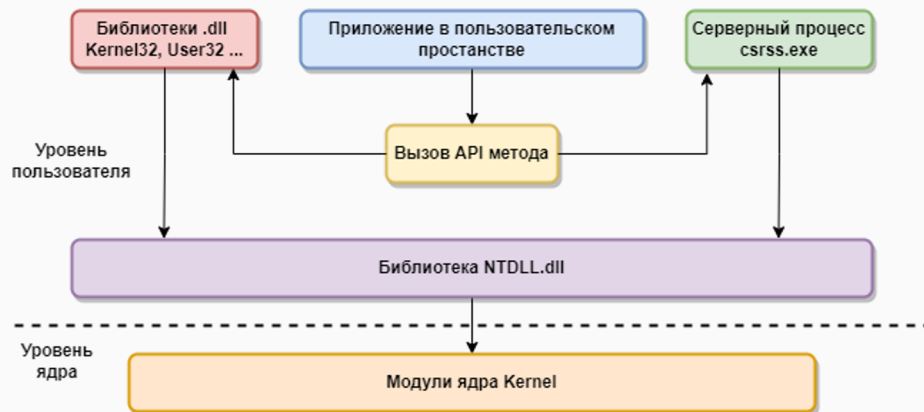 Библиотеки .dll
Kernel32, User32 ...
Приложение в пользовательском
простанстве
Серверный процесс
csrss.exe
Вызов API метода
Уровень
пользователя
Библиотека NTDLL.dll
Уровень
ядра
Модули ядра Kernel